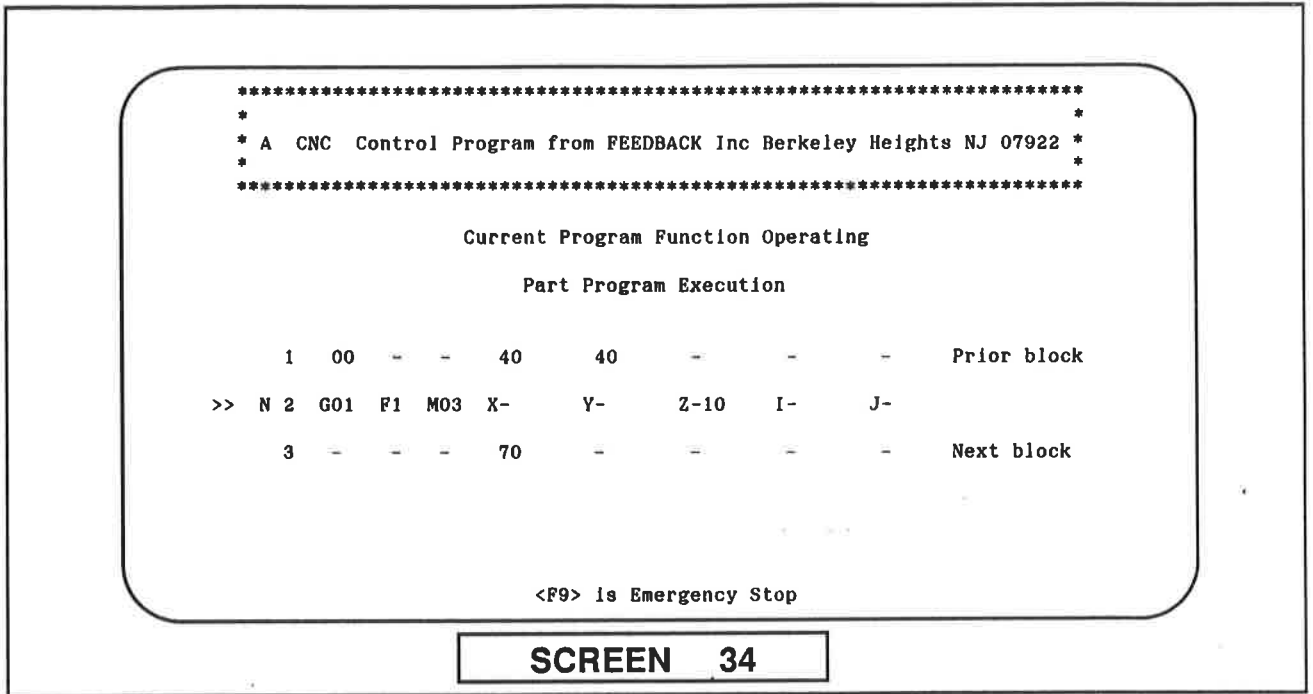 ************************************************************************
* *
* A CNC Control Program from FEEDBACK Inc Berkeley Heights NJ 07922 *
* *
************************************************************************
Current Program Function Operating
Part Program Execution
1 00 - - 40 40 - - - Prior block
>> N 2 G01 F1 M03 X- Y- Z-10 I- J-
3 - - - 70 - - - - Next block
<F9> is Emergency Stop
SCREEN 34